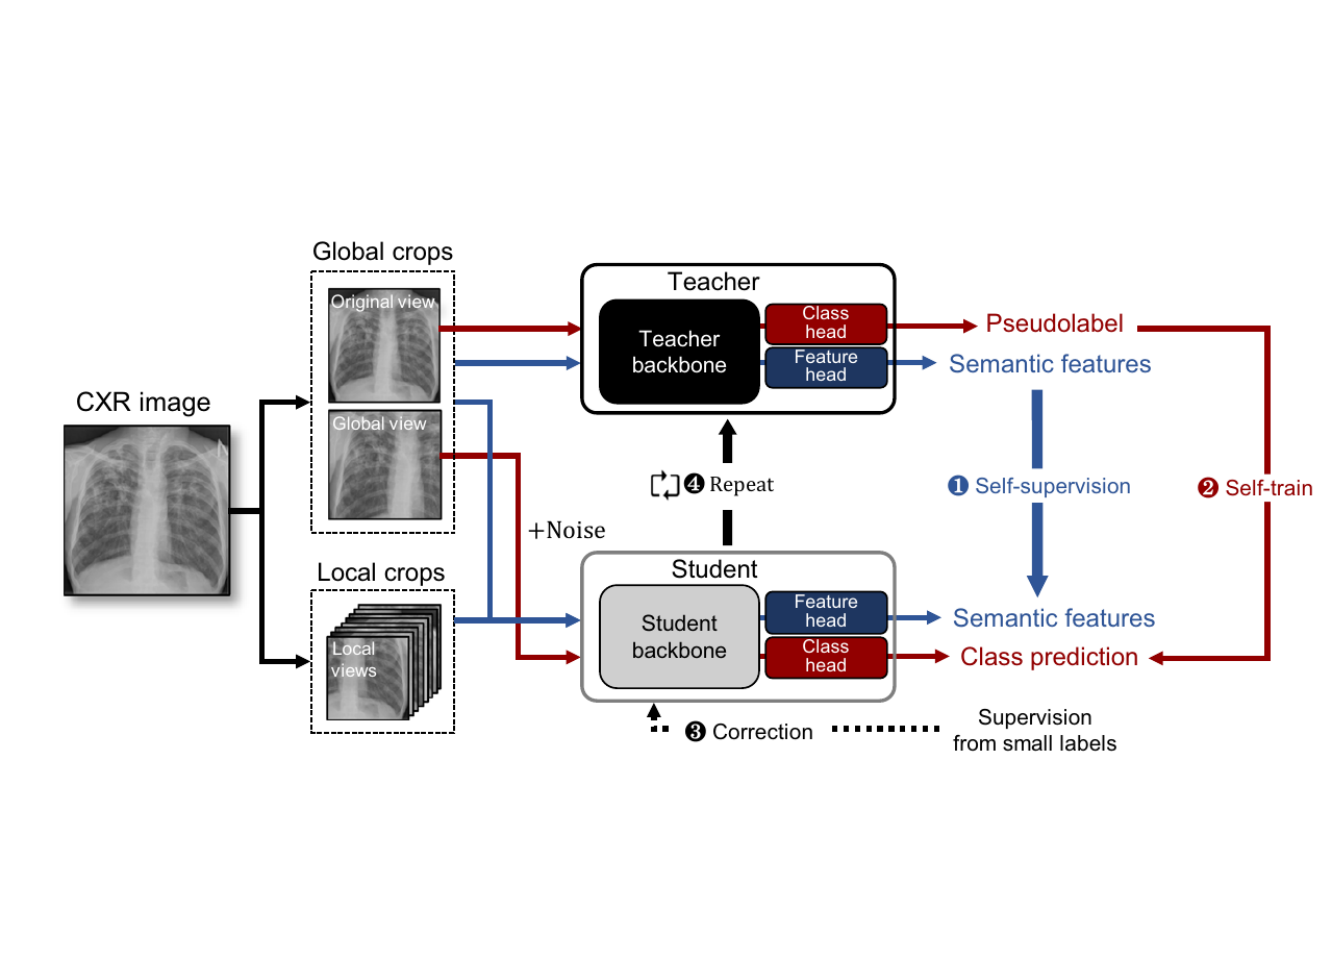 Global crops
Original view
Global view
CXR image
Local crops
Local
views
+Noise
Teacher
Teacher
backbone
Class
head
Feature
head
Pseudolabel
Semantic features
❹ Repeat
❶ Self-supervision
❷ Self-train
Student
Student
backbone
Feature
head
Class
head
Semantic features
Class prediction
❸ Correction
Supervision
from small labels